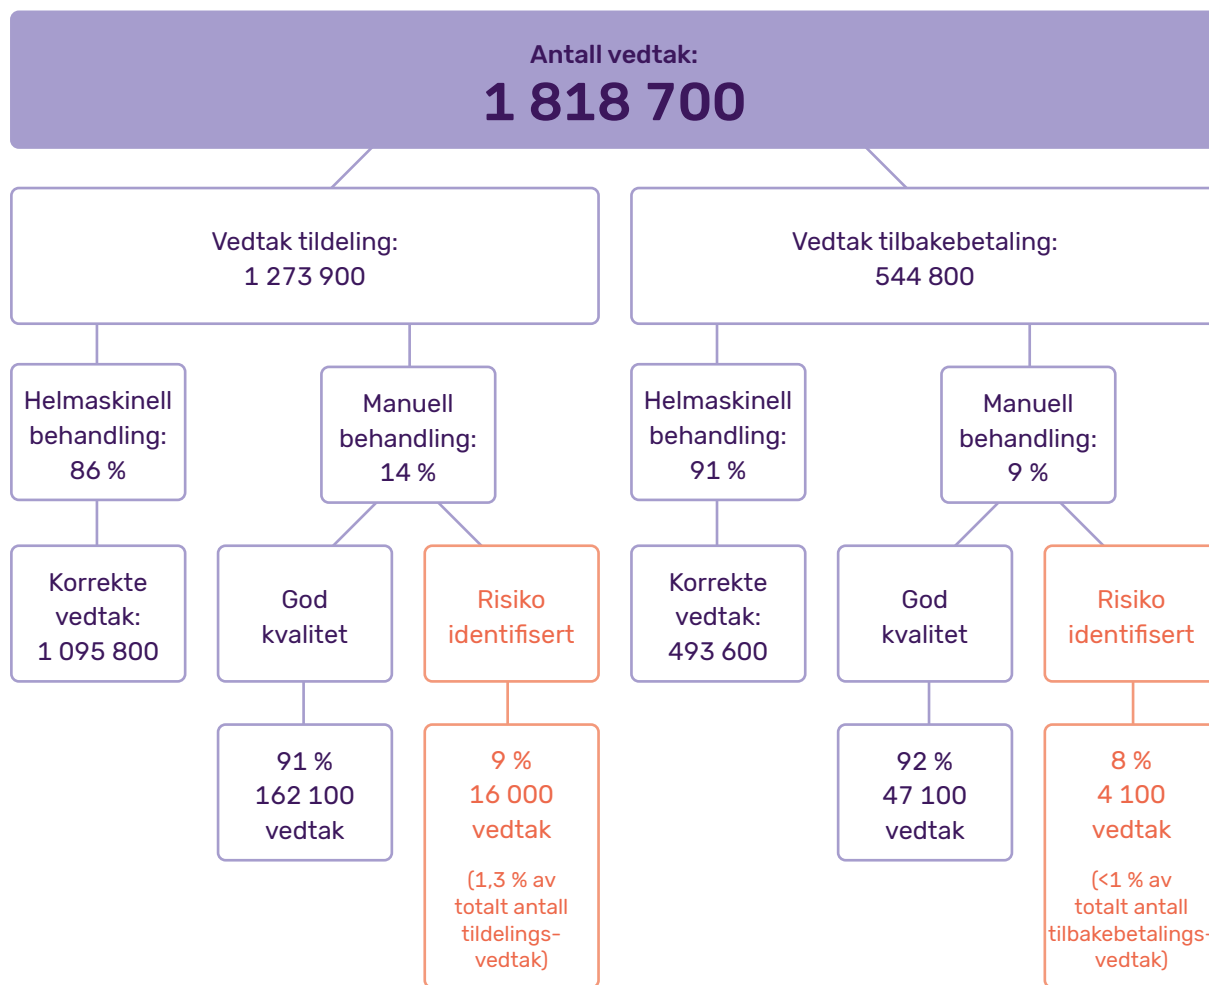 Antall vedtak:
1 818 700
Vedtak tildeling:
1 273 900
Vedtak tilbakebetaling:
544 800
Helmaskinell
behandling:
86 %
Manuell
behandling:
14 %
Helmaskinell
behandling:
91 %
Manuell
behandling:
9 %
Korrekte
vedtak:
1 095 800
God
kvalitet
Risiko
identifisert
Korrekte
vedtak:
493 600
God
kvalitet
Risiko
identifisert
91 %
162 100
vedtak
9 %
16 000
vedtak
(1,3 % av
totalt antall
tildelings-
vedtak)
92 %
47 100
vedtak
8 %
4 100
vedtak
(<1 % av
totalt antall
tilbakebetalings-
vedtak)